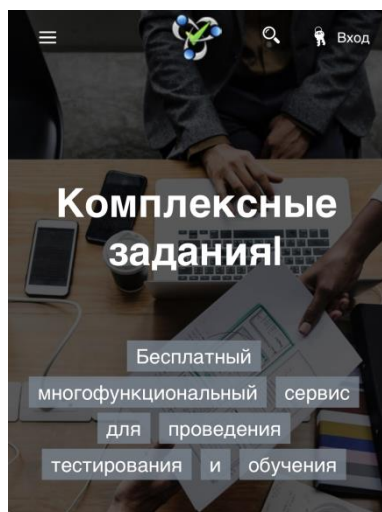 Вход
Комплексные
задания
Бесплатный
многофункциональный сервис
для проведения
тестирования и обучения